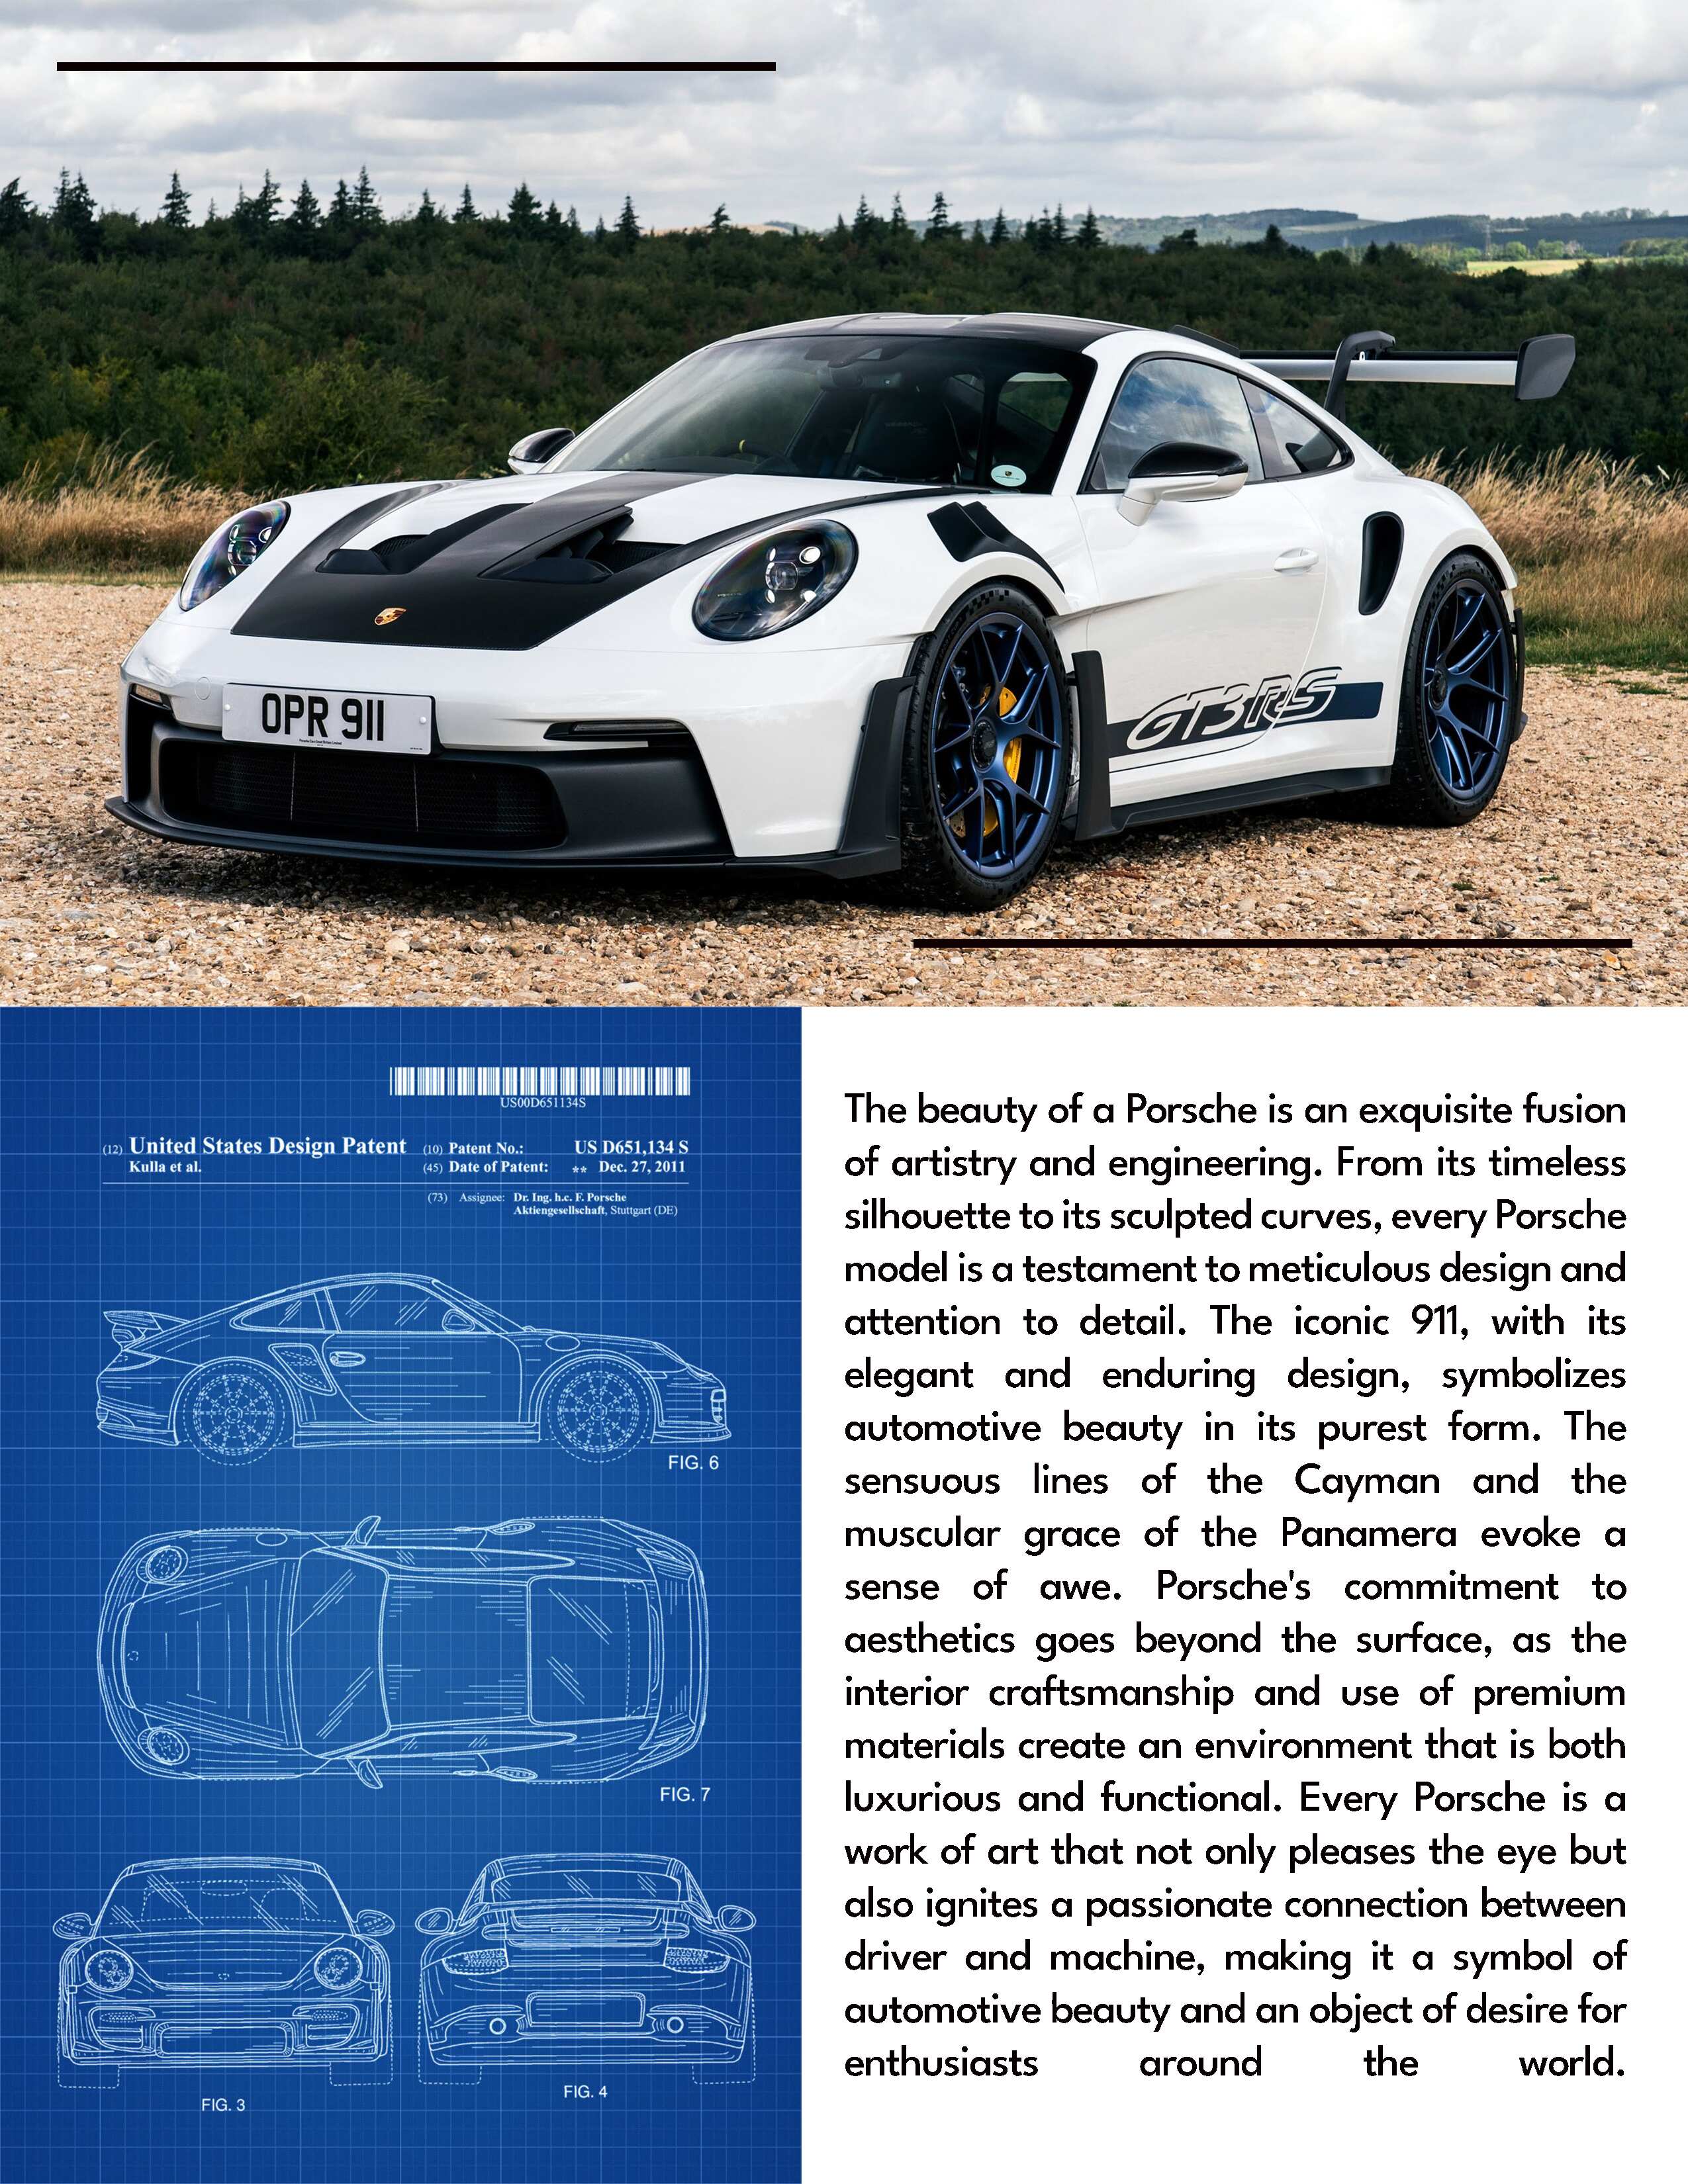 OPR 911
GT3RS
US00D651134S
(12) United States Design Patent
Kulla et al.
(10) Patent No.: US D651,134 S
(45) Date of Patent: ** Dec. 27, 2011
(73) Assignee: Dr. Ing. h.c. F. Porsche
Aktiengesellschaft, Stuttgart (DE)
FIG. 6
FIG. 7
FIG. 3
FIG. 4
The beauty of a Porsche is an exquisite fusion
of artistry and engineering. From its timeless
silhouette to its sculpted curves, every Porsche
model is a testament to meticulous design and
attention to detail. The iconic 911, with its
elegant and enduring design, symbolizes
automotive beauty in its purest form. The
sensuous lines of the Cayman and the
muscular grace of the Panamera evoke a
sense of awe. Porsche's commitment to
aesthetics goes beyond the surface, as the
interior craftsmanship and use of premium
materials create an environment that is both
luxurious and functional. Every Porsche is a
work of art that not only pleases the eye but
also ignites a passionate connection between
driver and machine, making it a symbol of
automotive beauty and an object of desire for
enthusiasts around the world.